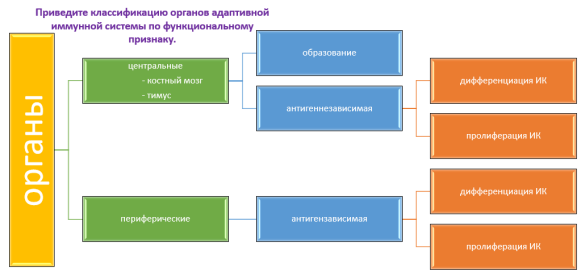 Приведите классификацию органов адаптивной
иммунной системы по функциональному
признаку.
органы
центральные
- костный мозг
- тимус
образование
антигеннезависимая
дифференциация ИК
пролиферация ИК
периферические
антигензависимая
дифференциация ИК
пролиферация ИК